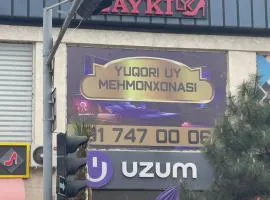 YUQORI UY
MEHMONXONASI
1 747 00 06
UZUM